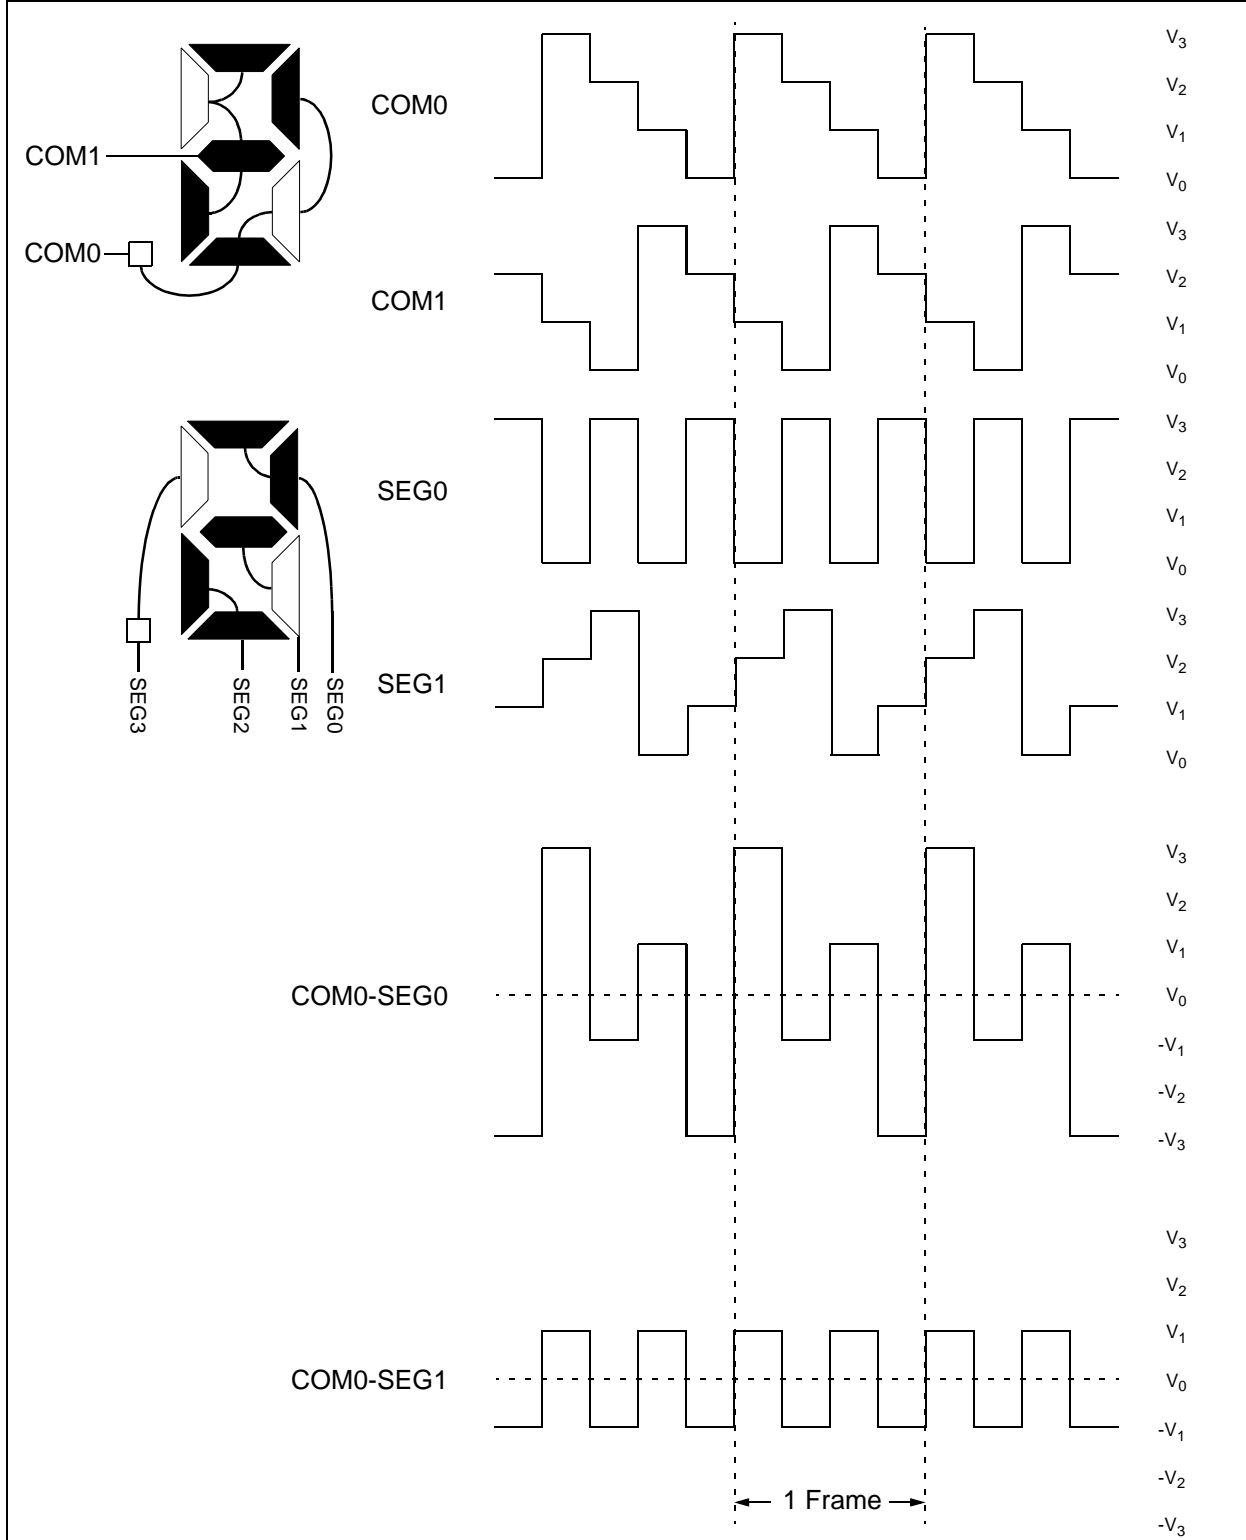 COM1
COM0
COM0
V3
V2
V1
V0
COM1
V3
V2
V1
V0
SEG0
V3
V2
V1
V0
SEG3
SEG2
SEG1
SEG0
SEG1
V3
V2
V1
V0
COM0-SEG0
V3
V2
V1
V0
-V1
-V2
-V3
COM0-SEG1
V3
V2
V1
V0
-V1
-V2
-V3
1 Frame